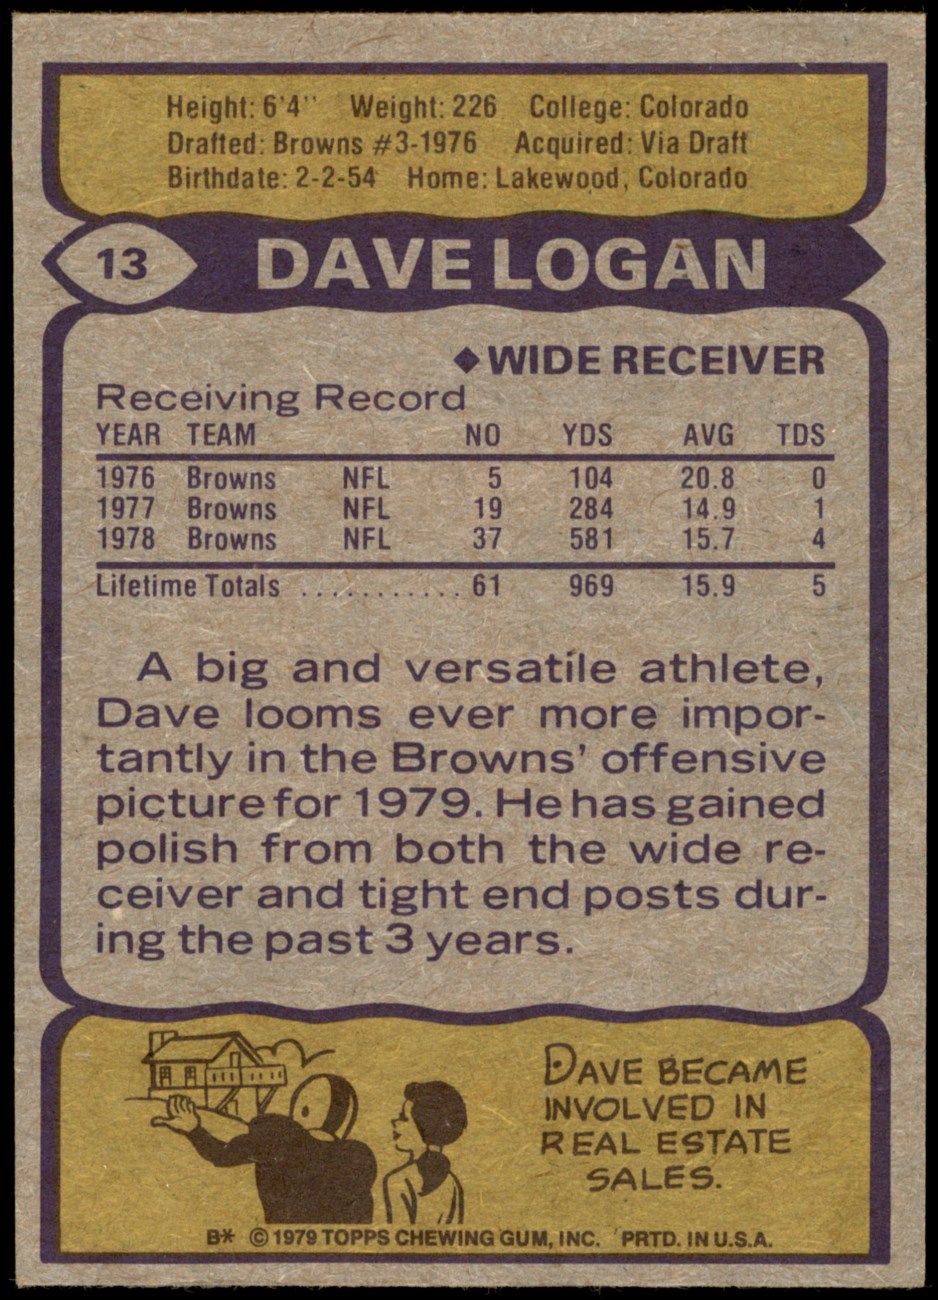 Height: 6'4" Weight: 226 College: Colorado
Drafted: Browns #3-1976 Acquired: Via Draft
Birthdate: 2-2-54 Home: Lakewood, Colorado
13 DAVE LOGAN
◆ WIDE RECEIVER
Receiving Record
YEAR TEAM NO YDS AVG TDS
1976 Browns NFL 5 104 20.8 0
1977 Browns NFL 19 284 14.9 1
1978 Browns NFL 37 581 15.7 4
Lifetime Totals ........... 61 969 15.9 5
A big and versatile athlete,
Dave looms ever more impor-
tantly in the Browns' offensive
picture for 1979. He has gained
polish from both the wide re-
ceiver and tight end posts dur-
ing the past 3 years.
DAVE BECAME
INVOLVED IN
REAL ESTATE
SALES.
B* © 1979 TOPPS CHEWING GUM, INC. PRTD. IN U.S.A.